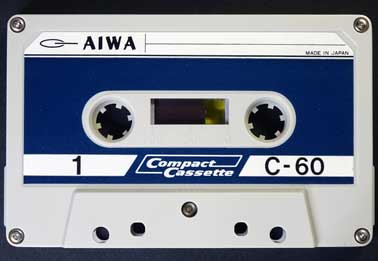 AIWA
MADE IN JAPAN
1 Compact Cassette C-60